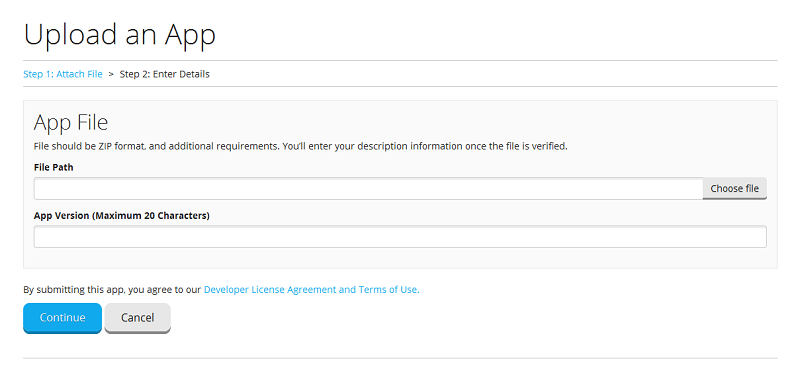 Upload an App
Step 1: Attach File > Step 2: Enter Details
App File
File should be ZIP format, and additional requirements. You'll enter your description information once the file is verified.
File Path
Choose file
App Version (Maximum 20 Characters)
By submitting this app, you agree to our Developer License Agreement and Terms of Use.
Continue Cancel